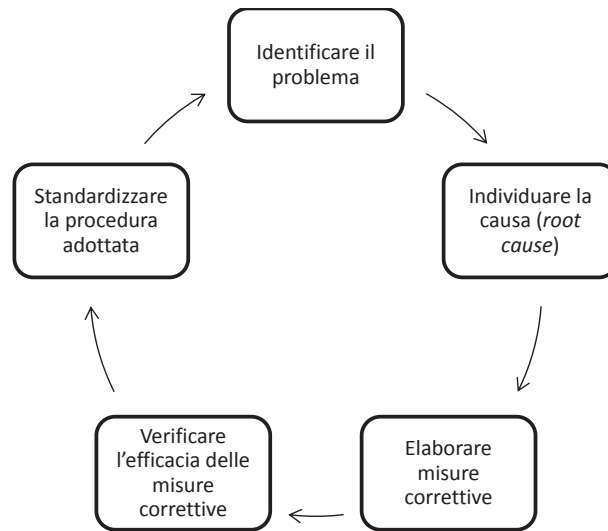 Identificare il
problema
Individuare la
causa (root
cause)
Elaborare
misure
correttive
Verificare
l'efficacia delle
misure
correttive
Standardizzare
la procedura
adottata